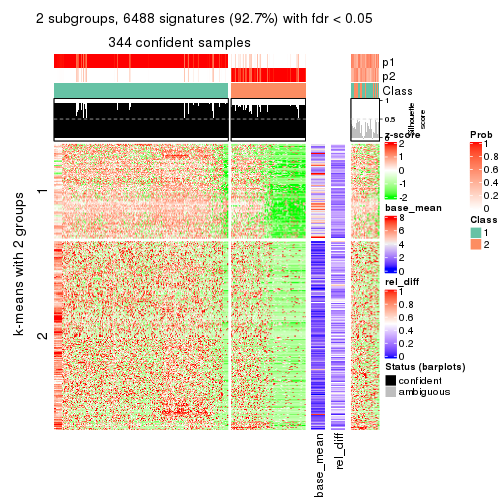 2 subgroups, 6488 signatures (92.7%) with fdr < 0.05
344 confident samples
p1
p2
Class
1
0.5
0
Silhouette
score
k-means with 2 groups
1
2
base_mean
rel_diff
z-score
2
1
0
-1
-2
base_mean
8
6
4
2
0
rel_diff
1
0.8
0.6
0.4
0.2
0
Status (barplots)
confident
ambiguous
Prob
1
0.8
0.6
0.4
0.2
0
Class
1
2